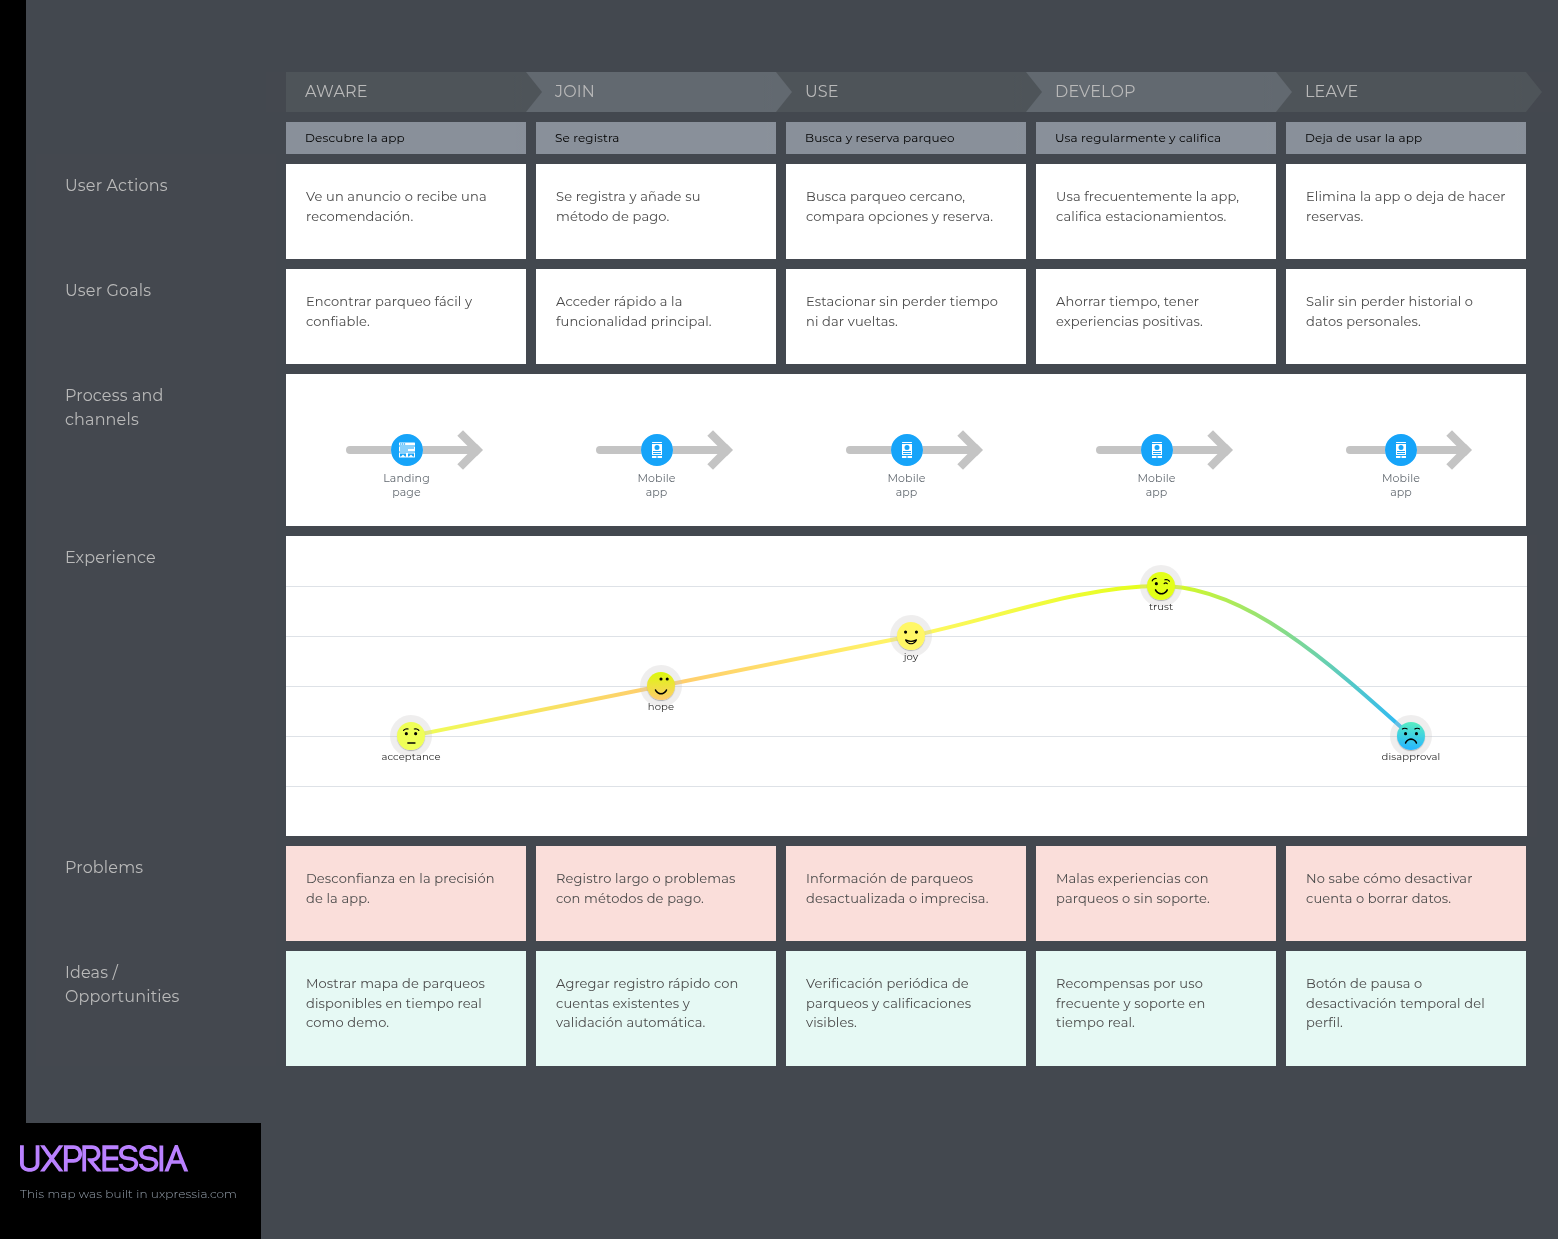 AWARE
JOIN
USE
DEVELOP
LEAVE
Descubre la app
Se registra
Busca y reserva parqueo
Usa regularmente y califica
Deja de usar la app
User Actions
Ve un anuncio o recibe una
recomendación.
Se registra y añade su
método de pago.
Busca parqueo cercano,
compara opciones y reserva.
Usa frecuentemente la app,
califica estacionamientos.
Elimina la app o deja de hacer
reservas.
User Goals
Encontrar parqueo fácil y
confiable.
Acceder rápido a la
funcionalidad principal.
Estacionar sin perder tiempo
ni dar vueltas.
Ahorrar tiempo, tener
experiencias positivas.
Salir sin perder historial o
datos personales.
Process and
channels
Landing
page
Mobile
app
Mobile
app
Mobile
app
Mobile
app
Experience
acceptance
hope
joy
trust
disapproval
Problems
Desconfianza en la precisión
de la app.
Registro largo o problemas
con métodos de pago.
Información de parqueos
desactualizada o imprecisa.
Malas experiencias con
parqueos o sin soporte.
No sabe cómo desactivar
cuenta o borrar datos.
Ideas /
Opportunities
Mostrar mapa de parqueos
disponibles en tiempo real
como demo.
Agregar registro rápido con
cuentas existentes y
validación automática.
Verificación periódica de
parqueos y calificaciones
visibles.
Recompensas por uso
frecuente y soporte en
tiempo real.
Botón de pausa o
desactivación temporal del
perfil.
UXPRESSIA
This map was built in uxpressia.com